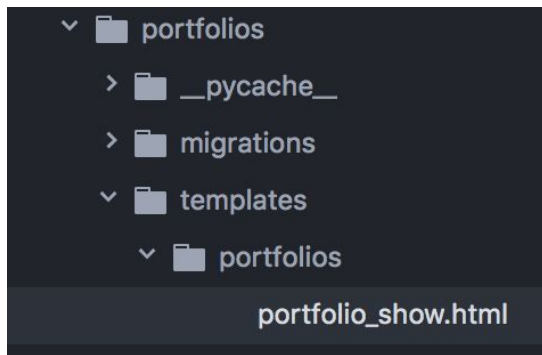 portfolios
__pycache__
migrations
templates
portfolios
portfolio_show.html